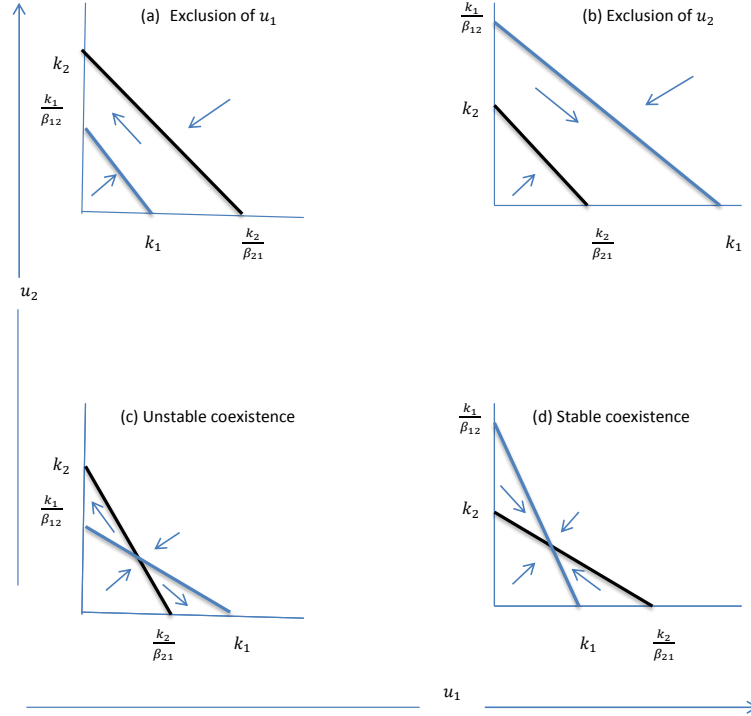 (a) Exclusion of u₁
k₂
k₁/β₁₂
k₁
k₂/β₂₁
(b) Exclusion of u₂
k₁/β₁₂
k₂
k₂/β₂₁
k₁
u₂
(c) Unstable coexistence
k₂
k₁/β₁₂
k₂/β₂₁
k₁
(d) Stable coexistence
k₁/β₁₂
k₂
k₁
k₂/β₂₁
u₁